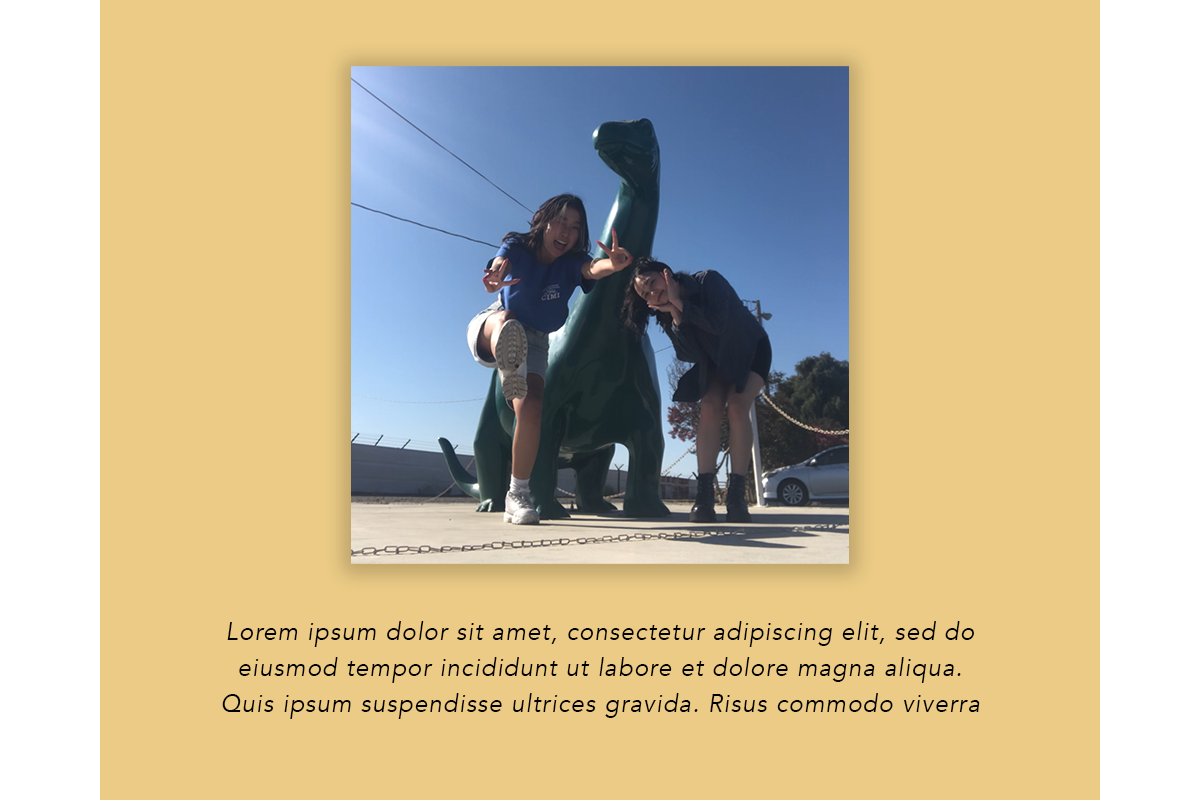 CIMI
Lorem ipsum dolor sit amet, consectetur adipiscing elit, sed do
eiusmod tempor incididunt ut labore et dolore magna aliqua.
Quis ipsum suspendisse ultrices gravida. Risus commodo viverra